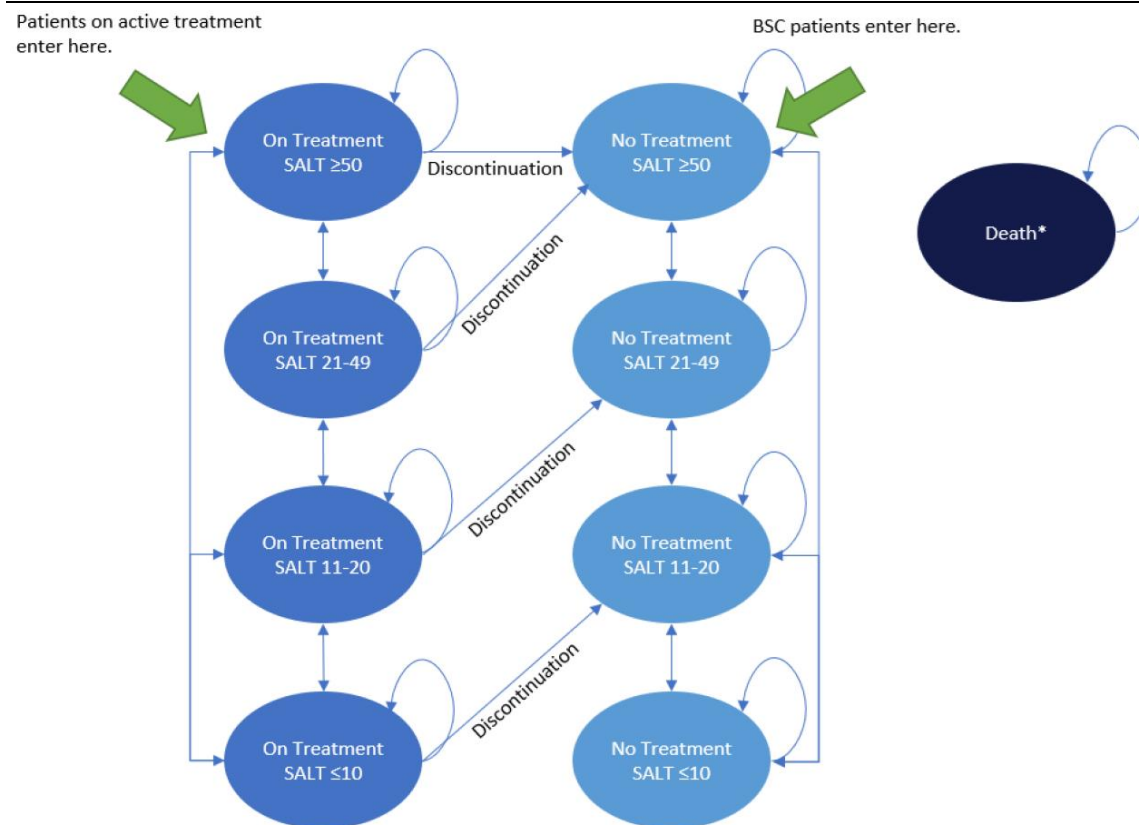 Patients on active treatment
enter here.
BSC patients enter here.
On Treatment
SALT ≥50
Discontinuation
No Treatment
SALT ≥50
Death*
On Treatment
SALT 21-49
Discontinuation
No Treatment
SALT 21-49
On Treatment
SALT 11-20
Discontinuation
No Treatment
SALT 11-20
On Treatment
SALT ≤10
Discontinuation
No Treatment
SALT ≤10